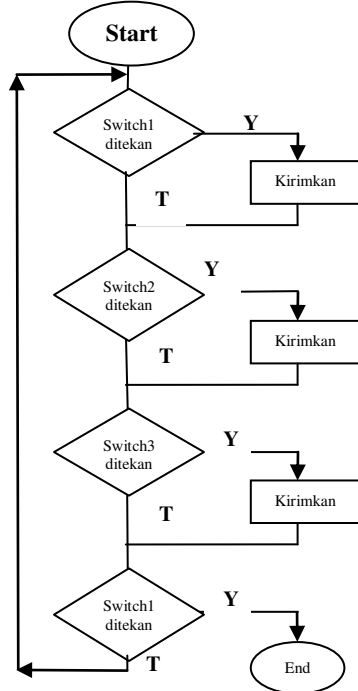 Start
Switch1
ditekan
Y
Kirimkan
T
Switch2
ditekan
Y
Kirimkan
T
Switch3
ditekan
Y
Kirimkan
T
Switch1
ditekan
Y
T
End